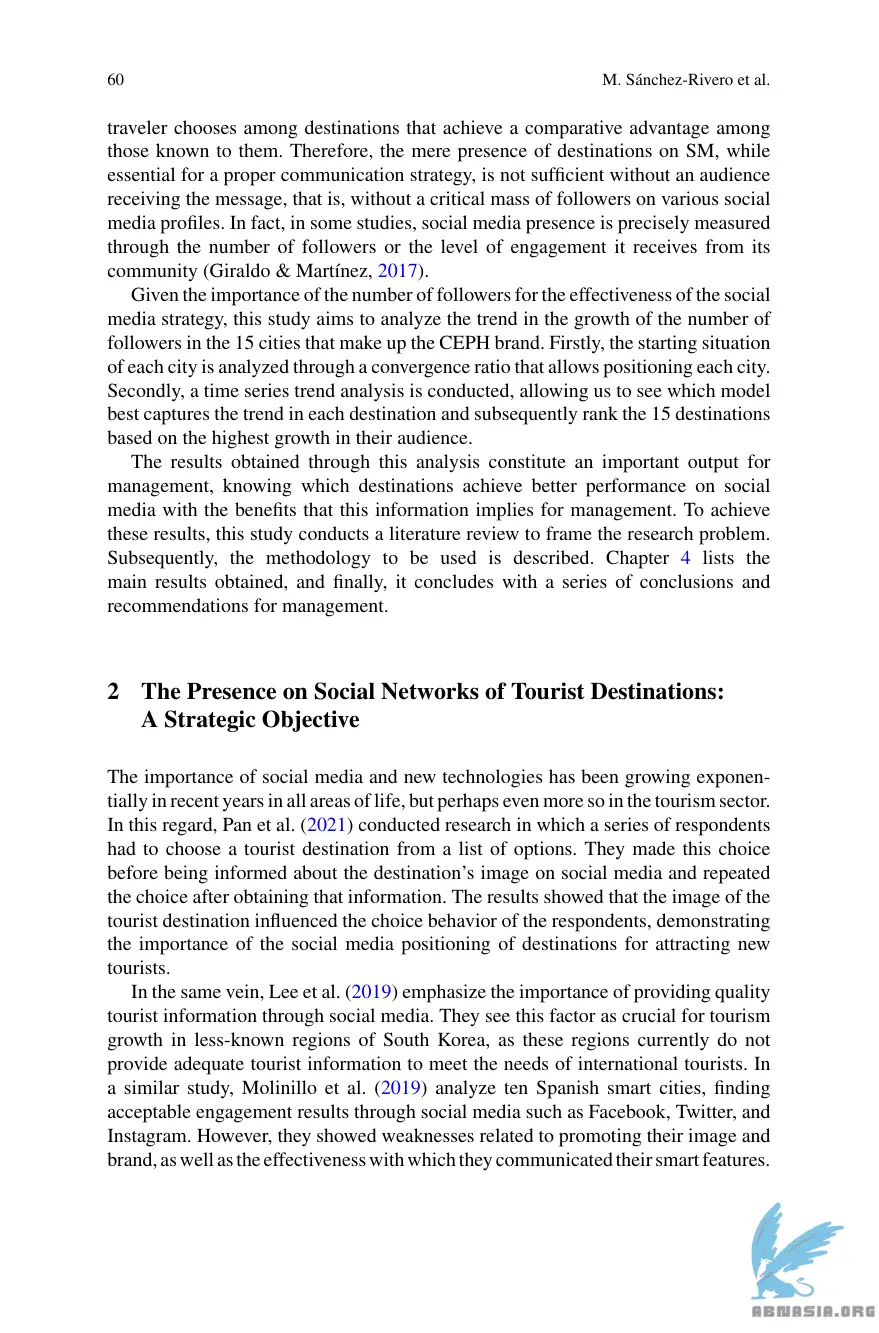 60 M. Sánchez-Rivero et al.
traveler chooses among destinations that achieve a comparative advantage among
those known to them. Therefore, the mere presence of destinations on SM, while
essential for a proper communication strategy, is not sufficient without an audience
receiving the message, that is, without a critical mass of followers on various social
media profiles. In fact, in some studies, social media presence is precisely measured
through the number of followers or the level of engagement it receives from its
community (Giraldo & Martínez, 2017).
Given the importance of the number of followers for the effectiveness of the social
media strategy, this study aims to analyze the trend in the growth of the number of
followers in the 15 cities that make up the CEPH brand. Firstly, the starting situation
of each city is analyzed through a convergence ratio that allows positioning each city.
Secondly, a time series trend analysis is conducted, allowing us to see which model
best captures the trend in each destination and subsequently rank the 15 destinations
based on the highest growth in their audience.
The results obtained through this analysis constitute an important output for
management, knowing which destinations achieve better performance on social
media with the benefits that this information implies for management. To achieve
these results, this study conducts a literature review to frame the research problem.
Subsequently, the methodology to be used is described. Chapter 4 lists the
main results obtained, and finally, it concludes with a series of conclusions and
recommendations for management.
2 The Presence on Social Networks of Tourist Destinations:
A Strategic Objective
The importance of social media and new technologies has been growing exponen-
tially in recent years in all areas of life, but perhaps even more so in the tourism sector.
In this regard, Pan et al. (2021) conducted research in which a series of respondents
had to choose a tourist destination from a list of options. They made this choice
before being informed about the destination's image on social media and repeated
the choice after obtaining that information. The results showed that the image of the
tourist destination influenced the choice behavior of the respondents, demonstrating
the importance of the social media positioning of destinations for attracting new
tourists.
In the same vein, Lee et al. (2019) emphasize the importance of providing quality
tourist information through social media. They see this factor as crucial for tourism
growth in less-known regions of South Korea, as these regions currently do not
provide adequate tourist information to meet the needs of international tourists. In
a similar study, Molinillo et al. (2019) analyze ten Spanish smart cities, finding
acceptable engagement results through social media such as Facebook, Twitter, and
Instagram. However, they showed weaknesses related to promoting their image and
brand, as well as the effectiveness with which they communicated their smart features.
ABNASIA.ORG